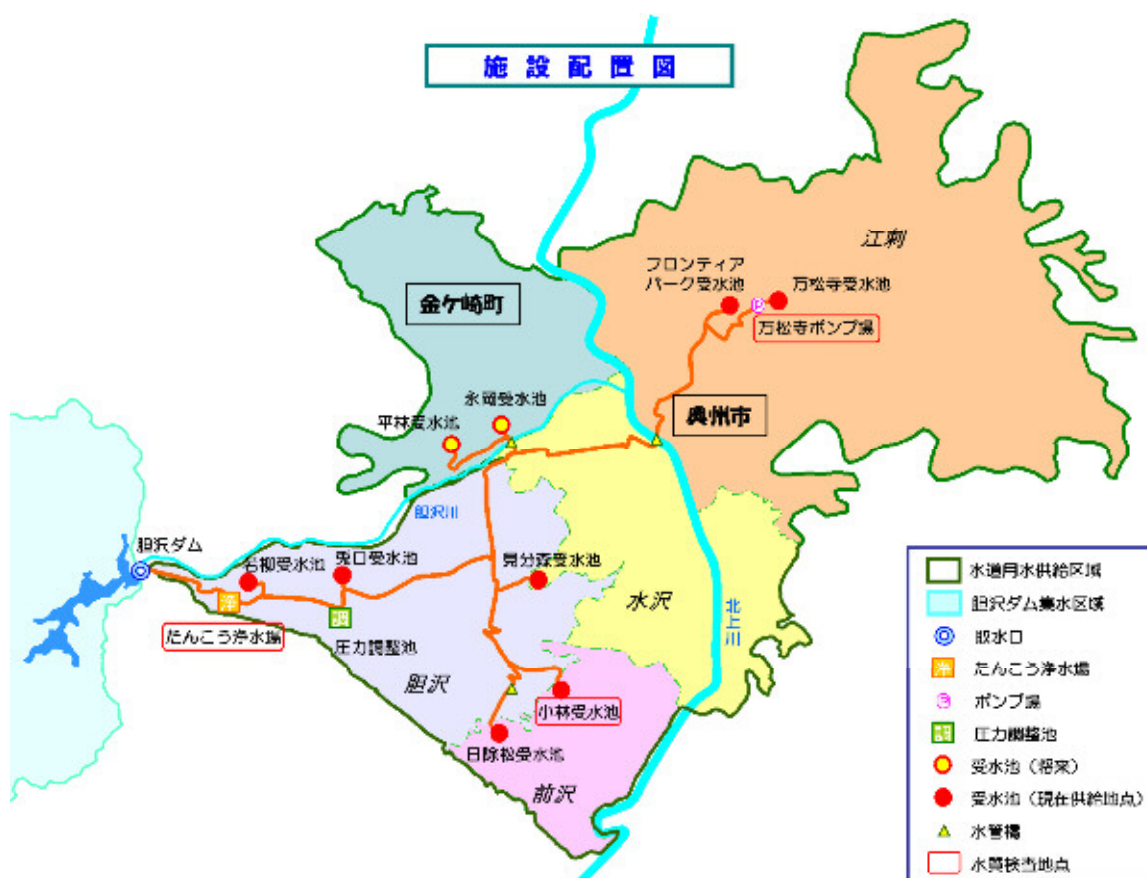 施設配置図
江刺
フロンティア
パーク受水池
万松寺受水池
万松寺ポンプ場
金ケ崎町
永岡受水池
平林受水池
奥州市
胆沢川
胆沢ダム
若柳受水池
兎口受水池
見分森受水池
水沢
北上川
たんこう浄水場
圧力調整池
胆沢
小林受水池
日除松受水池
前沢
浄
調
P
水道用水供給区域
胆沢ダム集水区域
取水口
浄
たんこう浄水場
P
ポンプ場
調
圧力調整池
受水池（将来）
受水池（現在供給地点）
水管橋
水質検当地点